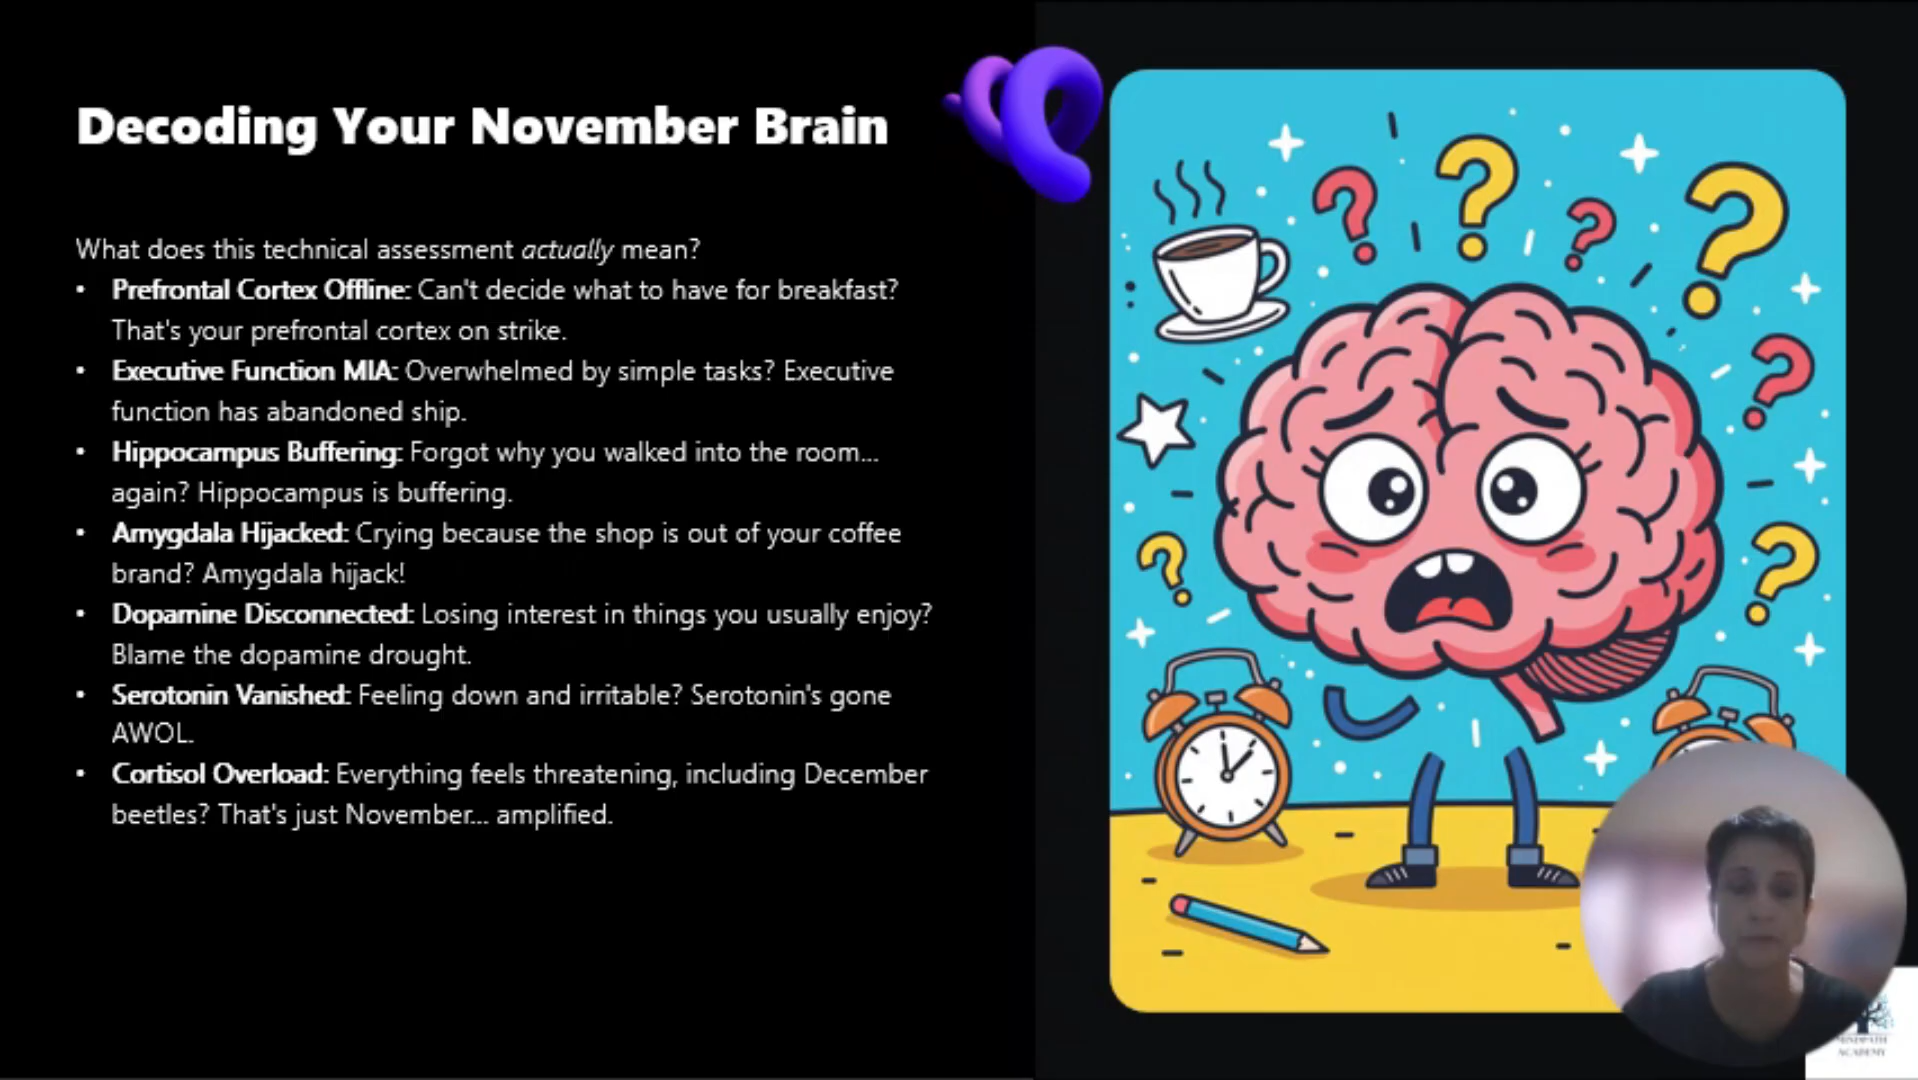 Decoding Your November Brain
What does this technical assessment actually mean?
• Prefrontal Cortex Offline: Can't decide what to have for breakfast?
That's your prefrontal cortex on strike.
• Executive Function MIA: Overwhelmed by simple tasks? Executive
function has abandoned ship.
• Hippocampus Buffering: Forgot why you walked into the room...
again? Hippocampus is buffering.
• Amygdala Hijacked: Crying because the shop is out of your coffee
brand? Amygdala hijack!
• Dopamine Disconnected: Losing interest in things you usually enjoy?
Blame the dopamine drought.
• Serotonin Vanished: Feeling down and irritable? Serotonin's gone
AWOL.
• Cortisol Overload: Everything feels threatening, including December
beetles? That's just November... amplified.
? ? ? ? ? ? ?
ACADEMY